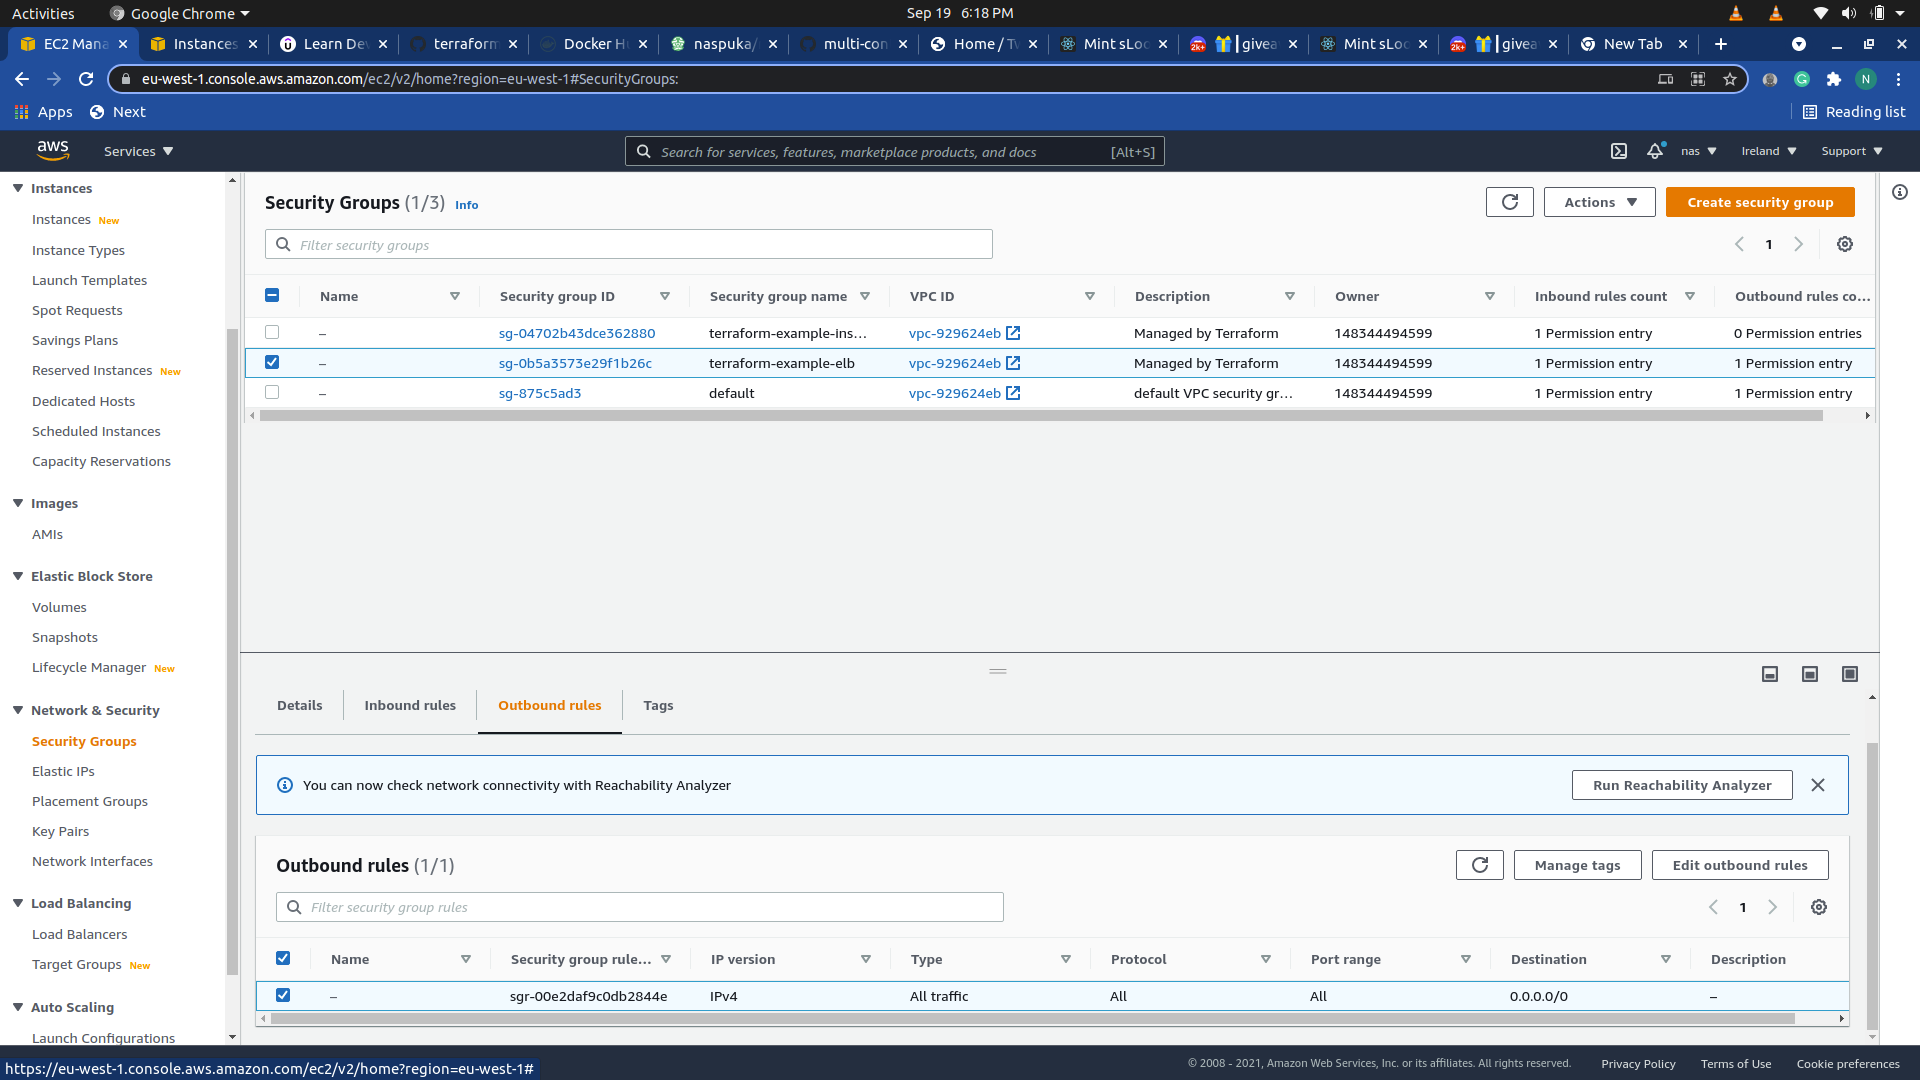 Activities
Google Chrome
Sep 19 6:18 PM
EC2 Mana
Instances
Learn Dev
terraform
Docker Hu
naspuka/
multi-con
Home / Tw
Mint sLoc
givea
Mint sLoc
givea
New Tab
eu-west-1.console.aws.amazon.com/ec2/v2/home?region=eu-west-1#SecurityGroups:
N
Apps
Next
Reading list
aws
Services
Search for services, features, marketplace products, and docs
[Alt+S]
nas
Ireland
Support
Instances
Instances New
Instance Types
Launch Templates
Spot Requests
Savings Plans
Reserved Instances New
Dedicated Hosts
Scheduled Instances
Capacity Reservations
Images
AMIs
Elastic Block Store
Volumes
Snapshots
Lifecycle Manager New
Network & Security
Security Groups
Elastic IPs
Placement Groups
Key Pairs
Network Interfaces
Load Balancing
Load Balancers
Target Groups New
Auto Scaling
Launch Configurations
https://eu-west-1.console.aws.amazon.com/ec2/v2/home?region=eu-west-1#
Security Groups (1/3) Info
Actions
Create security group
Filter security groups
1
Name Security group ID Security group name VPC ID Description Owner Inbound rules count Outbound rules co...
– sg-04702b43dce362880 terraform-example-ins... vpc-929624eb Managed by Terraform 148344494599 1 Permission entry 0 Permission entries
– sg-0b5a3573e29f1b26c terraform-example-elb vpc-929624eb Managed by Terraform 148344494599 1 Permission entry 1 Permission entry
– sg-875c5ad3 default vpc-929624eb default VPC security gr... 148344494599 1 Permission entry 1 Permission entry
Details
Inbound rules
Outbound rules
Tags
You can now check network connectivity with Reachability Analyzer
Run Reachability Analyzer
Outbound rules (1/1)
Manage tags
Edit outbound rules
Filter security group rules
1
Name Security group rule... IP version Type Protocol Port range Destination Description
– sgr-00e2daf9c0db2844e IPv4 All traffic All All 0.0.0.0/0 –
© 2008 - 2021, Amazon Web Services, Inc. or its affiliates. All rights reserved.
Privacy Policy
Terms of Use
Cookie preferences